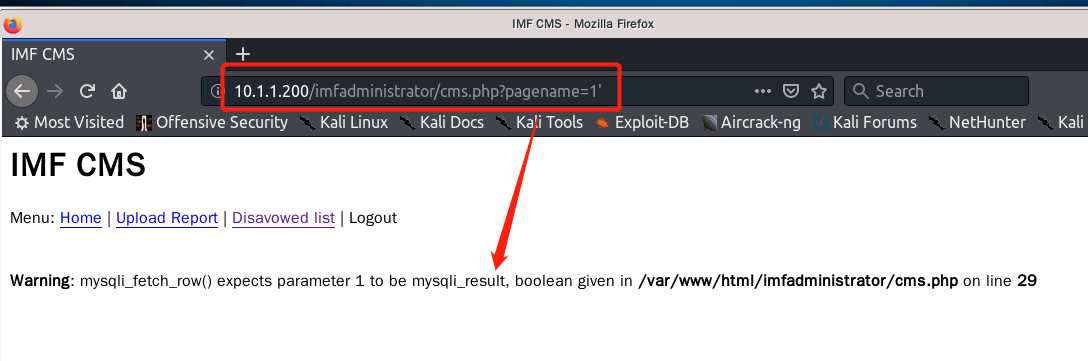 IMF CMS - Mozilla Firefox
IMF CMS
10.1.1.200/imfadministrator/cms.php?pagename=1' Search
Most Visited Offensive Security Kali Linux Kali Docs Kali Tools Exploit-DB Aircrack-ng Kali Forums NetHunter Kali
IMF CMS
Menu: Home | Upload Report | Disavowed list | Logout
Warning: mysqli_fetch_row() expects parameter 1 to be mysqli_result, boolean given in /var/www/html/imfadministrator/cms.php on line 29